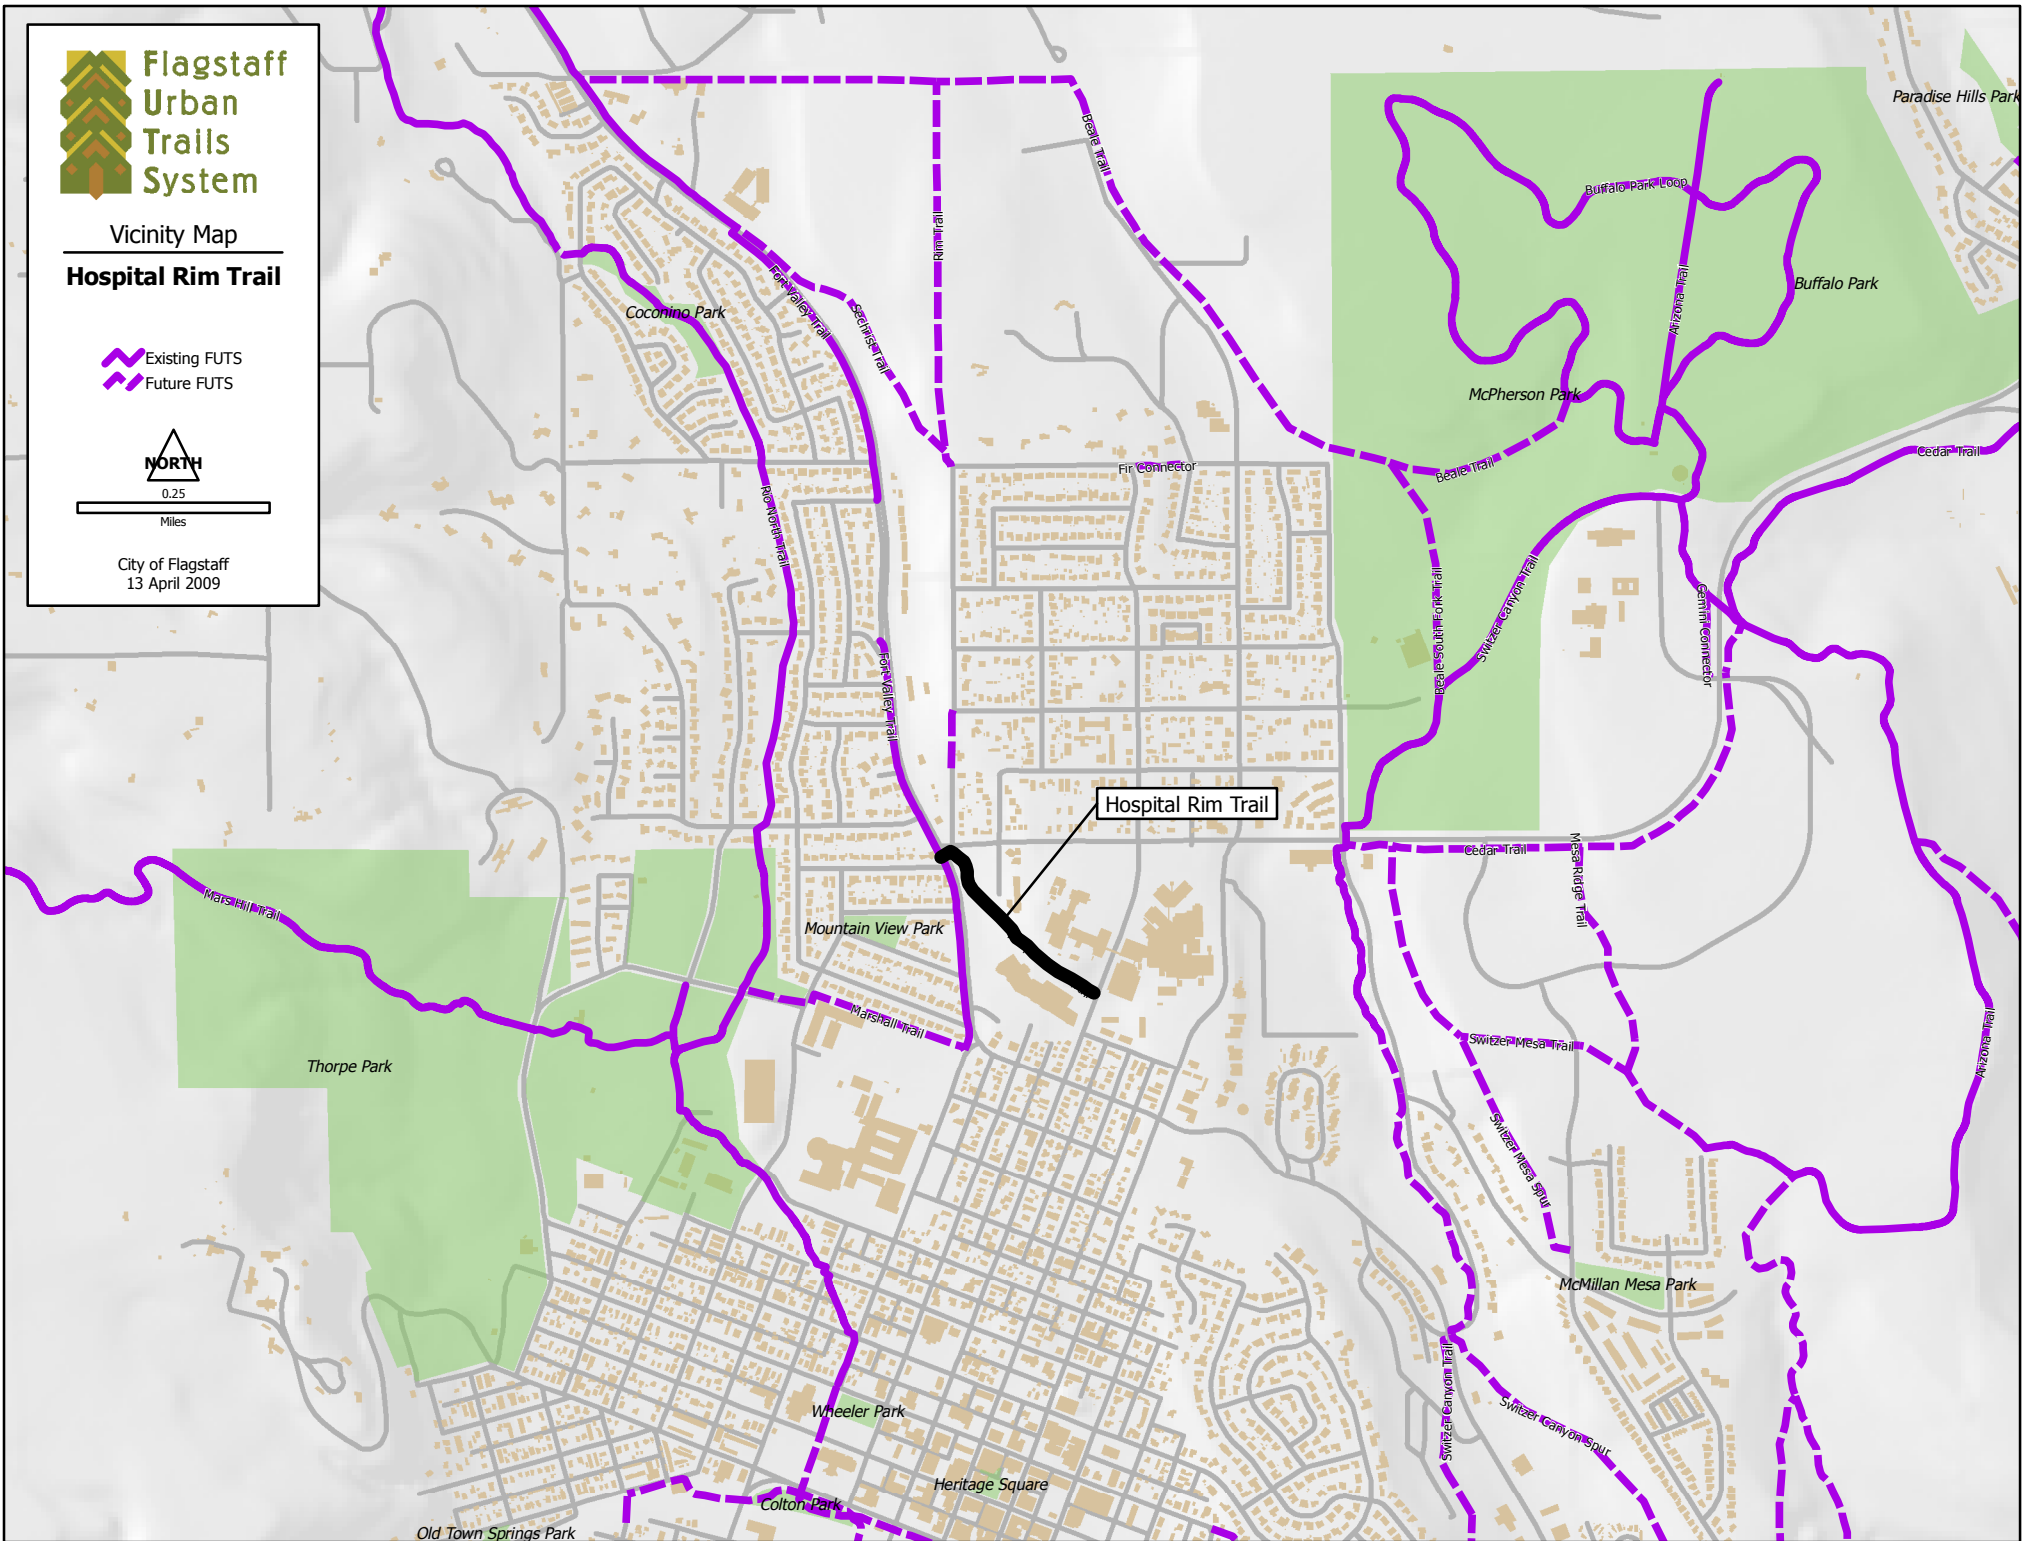 Flagstaff
Urban
Trails
System
Vicinity Map
Hospital Rim Trail
Existing FUTS
Future FUTS
NORTH
0.25
Miles
City of Flagstaff
13 April 2009
Paradise Hills Park
Beale Trail
Buffalo Park Loop
Rim Trail
Fort Valley Trail
Sechrist Trail
Arizona Trail
Buffalo Park
Coconino Park
McPherson Park
Cedar Trail
Fir Connector
Beale Trail
Rio North Trail
Beale South Fork Trail
Switzer Canyon Trail
Gemini Connector
Fort Valley Trail
Hospital Rim Trail
Cedar Trail
Mesa Ridge Trail
Mars Hill Trail
Mountain View Park
Marshall Trail
Switzer Mesa Trail
Arizona Trail
Thorpe Park
Switzer Mesa Spur
McMillan Mesa Park
Switzer Canyon Trail
Switzer Canyon Spur
Wheeler Park
Heritage Square
Colton Park
Old Town Springs Park